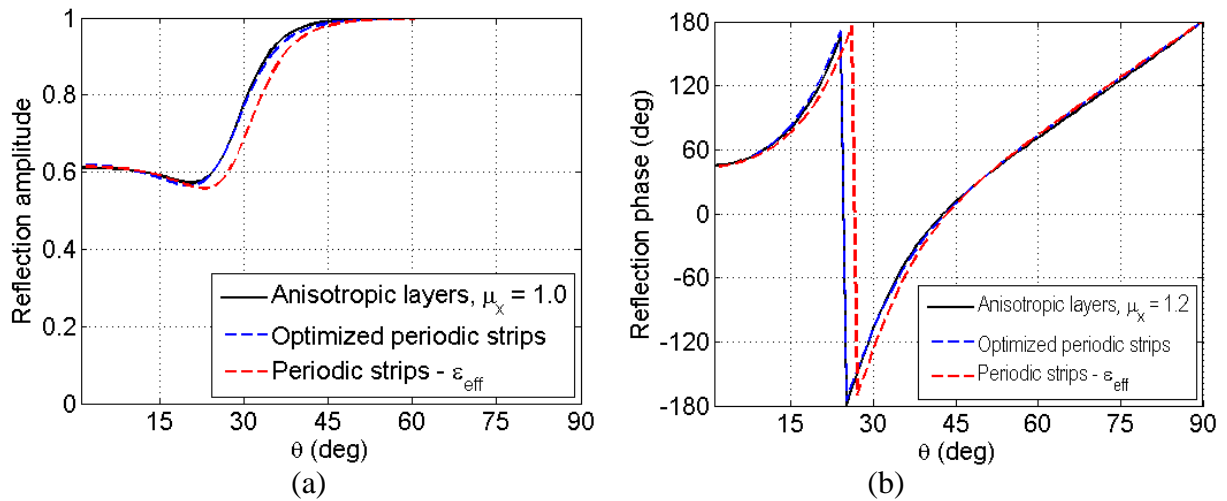 1
0.8
0.6
0.4
0.2
0
Reflection amplitude
Anisotropic layers, μx = 1.0
Optimized periodic strips
Periodic strips - εeff
15 30 45 60 75 90
θ (deg)
(a)
180
120
60
0
-60
-120
-180
Reflection phase (deg)
Anisotropic layers, μx = 1.2
Optimized periodic strips
Periodic strips - εeff
15 30 45 60 75 90
θ (deg)
(b)